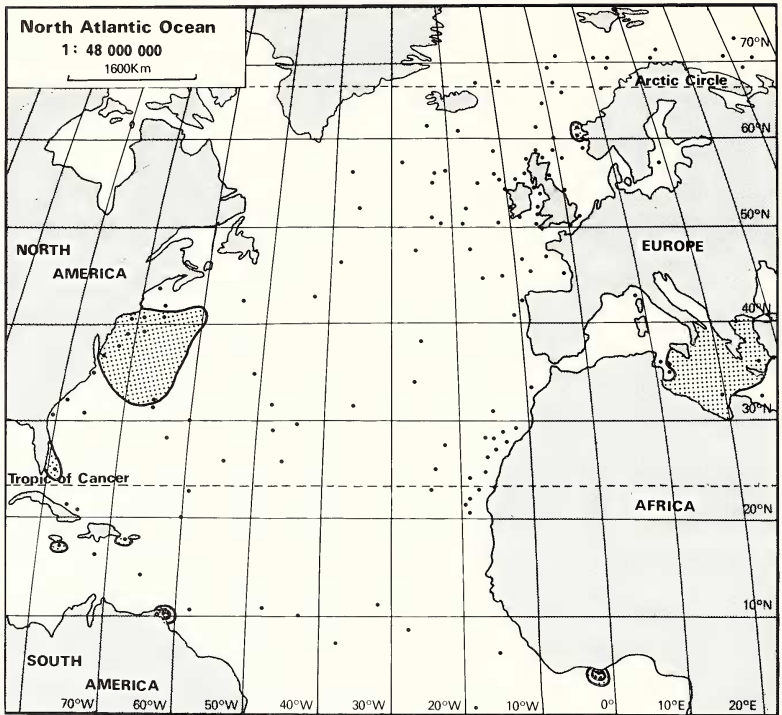 North Atlantic Ocean
1: 48 000 000
1600Km
70°N
Arctic Circle
60°N
50°N
NORTH
AMERICA
EUROPE
40°N
30°N
Tropic of Cancer
AFRICA
20°N
10°N
SOUTH
AMERICA
70°W
60°W
50°W
40°W
30°W
20°W
10°W
0°
10°E
20°E